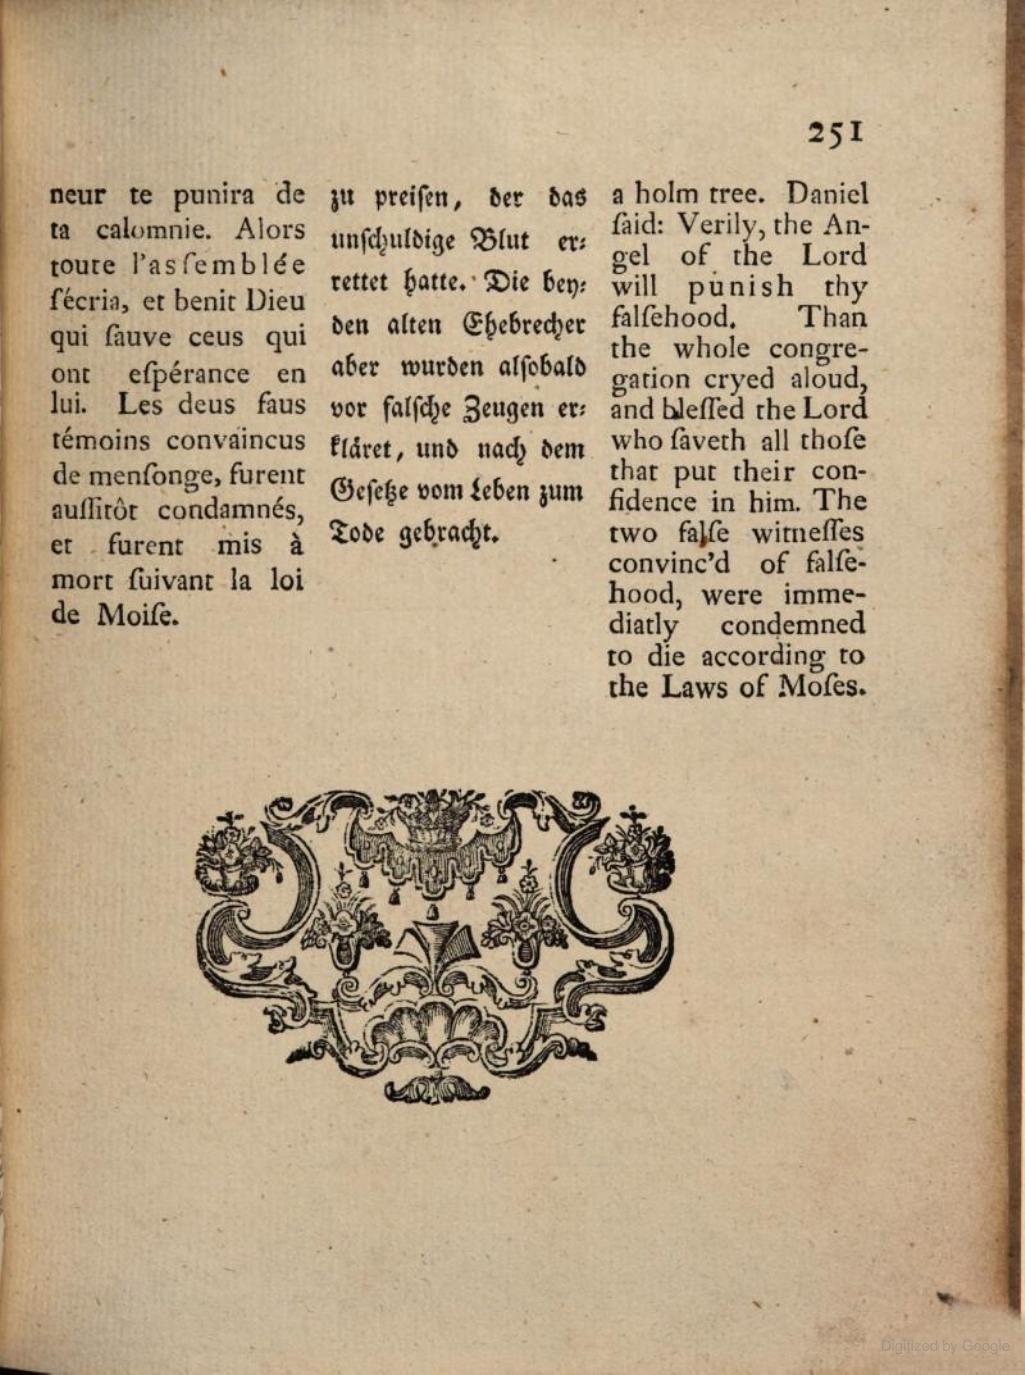 251
neur te punira de
ta calomnie. Alors
toute l'asſemblée
ſécria, et benit Dieu
qui ſauve ceus qui
ont eſpérance en
lui. Les deus faus
témoins convaincus
de menſonge, furent
auſſitôt condamnés,
et furent mis à
mort ſuivant la loi
de Moiſe.
zu preiſen, der das
unſchuldige Blut er⸗
rettet hatte. Die bey⸗
den alten Ehebrecher
aber wurden alſobald
vor falſche Zeugen er⸗
kläret, und nach dem
Geſetze vom Leben zum
Tode gebracht.
a holm tree. Daniel
ſaid: Verily, the An-
gel of the Lord
will punish thy
falſehood. Than
the whole congre-
gation cryed aloud,
and bleſſed the Lord
who ſaveth all thoſe
that put their con-
fidence in him. The
two falſe witneſſes
convinc'd of falſe-
hood, were imme-
diatly condemned
to die according to
the Laws of Moſes.
Digitized by Google